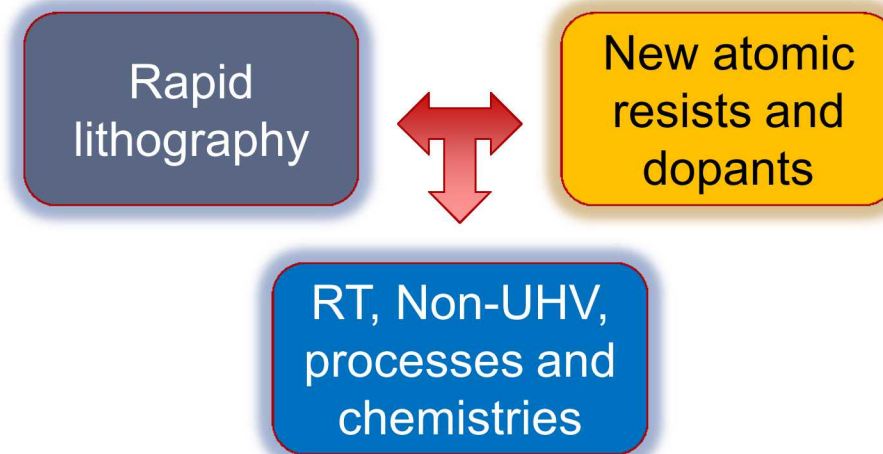 Rapid
lithography
New atomic
resists and
dopants
RT, Non-UHV,
processes and
chemistries